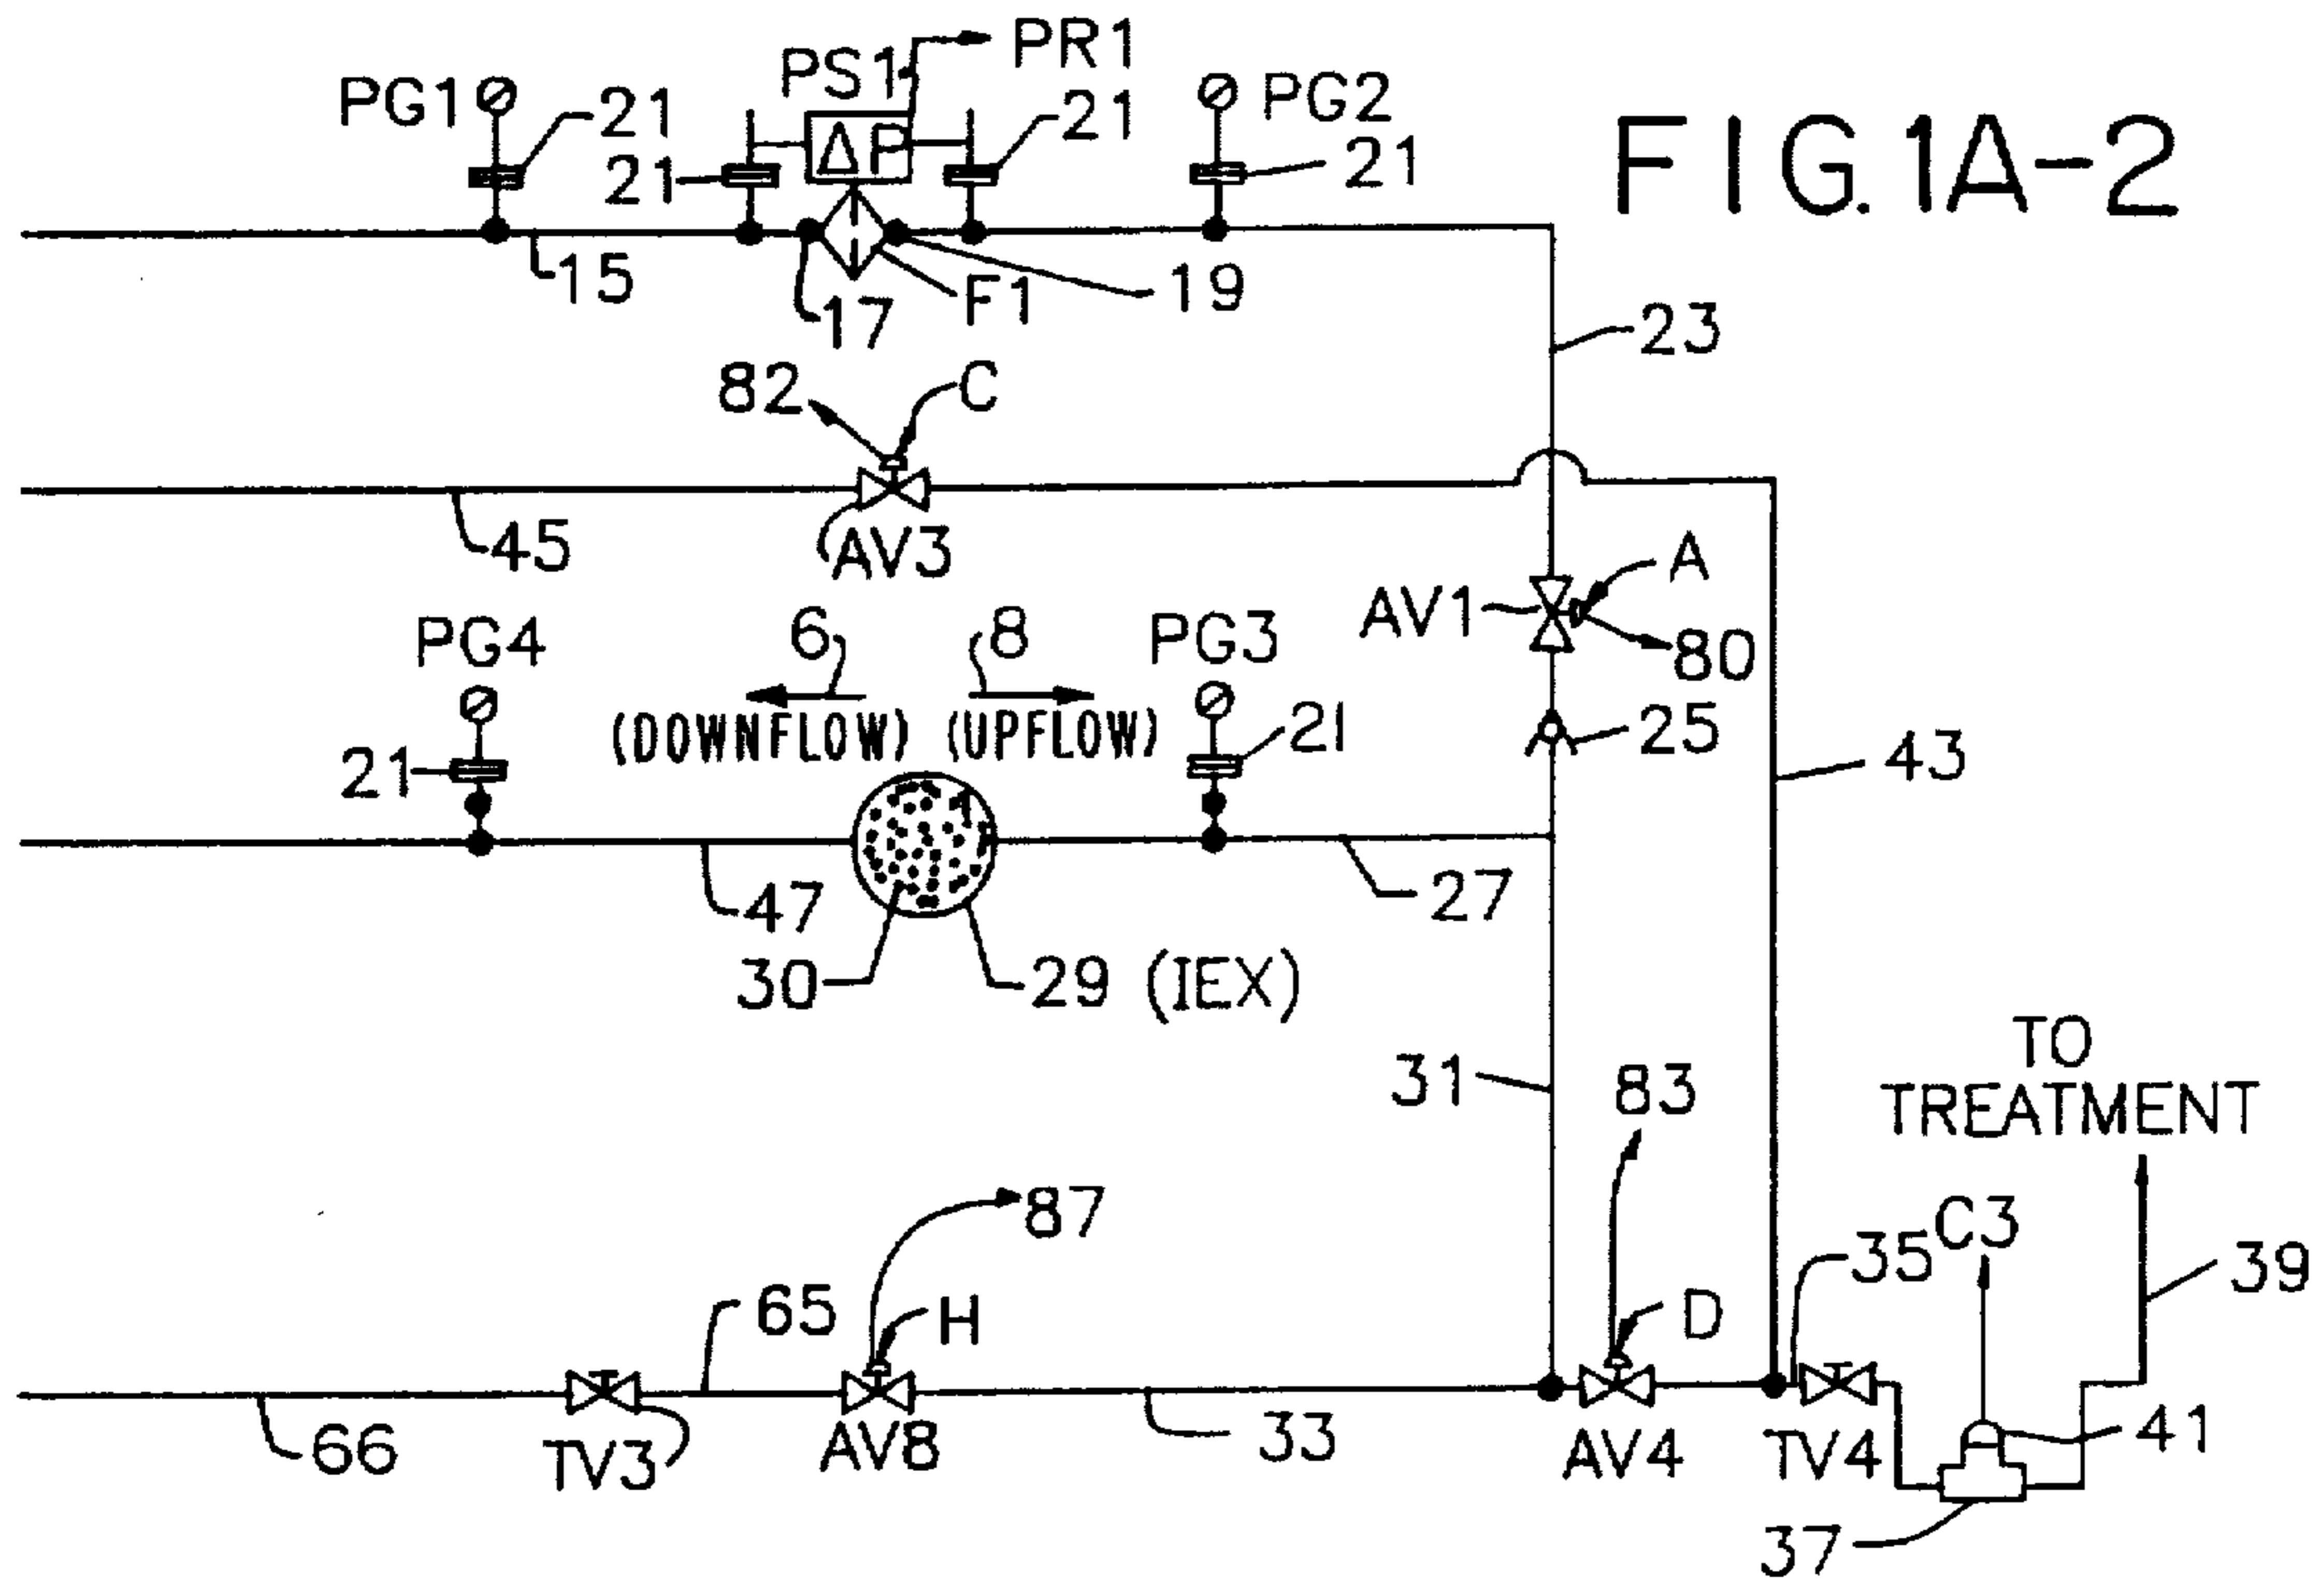 FIG.1A-2
PG1
21
21
PS1
PR1
ΔP
21
PG2
21
15
17
F1
19
23
82
C
45
AV3
A
AV1
80
PG4
6
8
PG3
(DOWNFLOW)
(UPFLOW)
21
21
25
43
47
27
30
29 (IEX)
31
83
TO
TREATMENT
87
65
H
D
35
C3
39
66
TV3
AV8
33
AV4
TV4
41
37